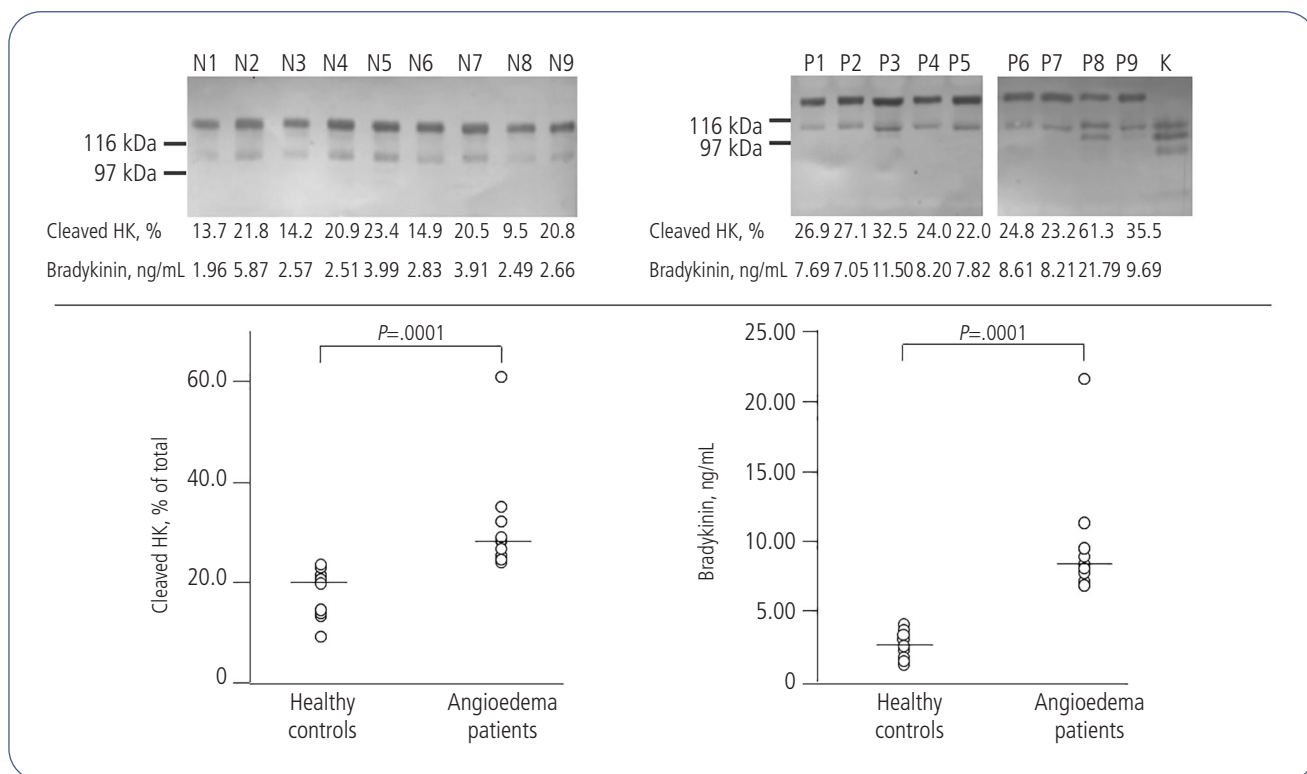 N1 N2 N3 N4 N5 N6 N7 N8 N9
116 kDa
97 kDa
Cleaved HK, % 13.7 21.8 14.2 20.9 23.4 14.9 20.5 9.5 20.8
Bradykinin, ng/mL 1.96 5.87 2.57 2.51 3.99 2.83 3.91 2.49 2.66
P1 P2 P3 P4 P5 P6 P7 P8 P9 K
116 kDa
97 kDa
Cleaved HK, % 26.9 27.1 32.5 24.0 22.0 24.8 23.2 61.3 35.5
Bradykinin, ng/mL 7.69 7.05 11.50 8.20 7.82 8.61 8.21 21.79 9.69
P=.0001
Cleaved HK, % of total
60.0
40.0
20.0
0
Healthy controls
Angioedema patients
P=.0001
Bradykinin, ng/mL
25.00
20.00
15.00
10.00
5.00
0
Healthy controls
Angioedema patients